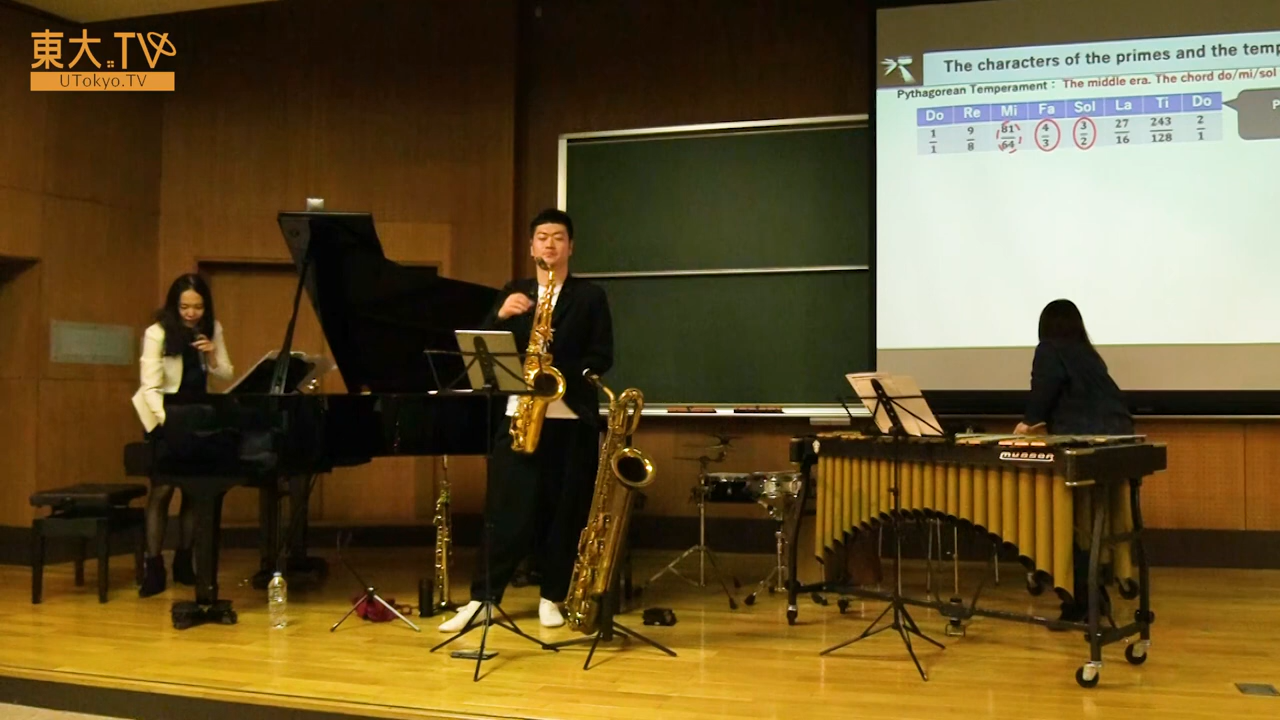 東大TV
UTokyo.TV
The characters of the primes and the temp
Pythagorean Temperament : The middle era. The chord do/mi/sol
Do Re Mi Fa Sol La Ti Do
1/1 9/8 81/64 4/3 3/2 27/16 243/128 2/1
P
musser